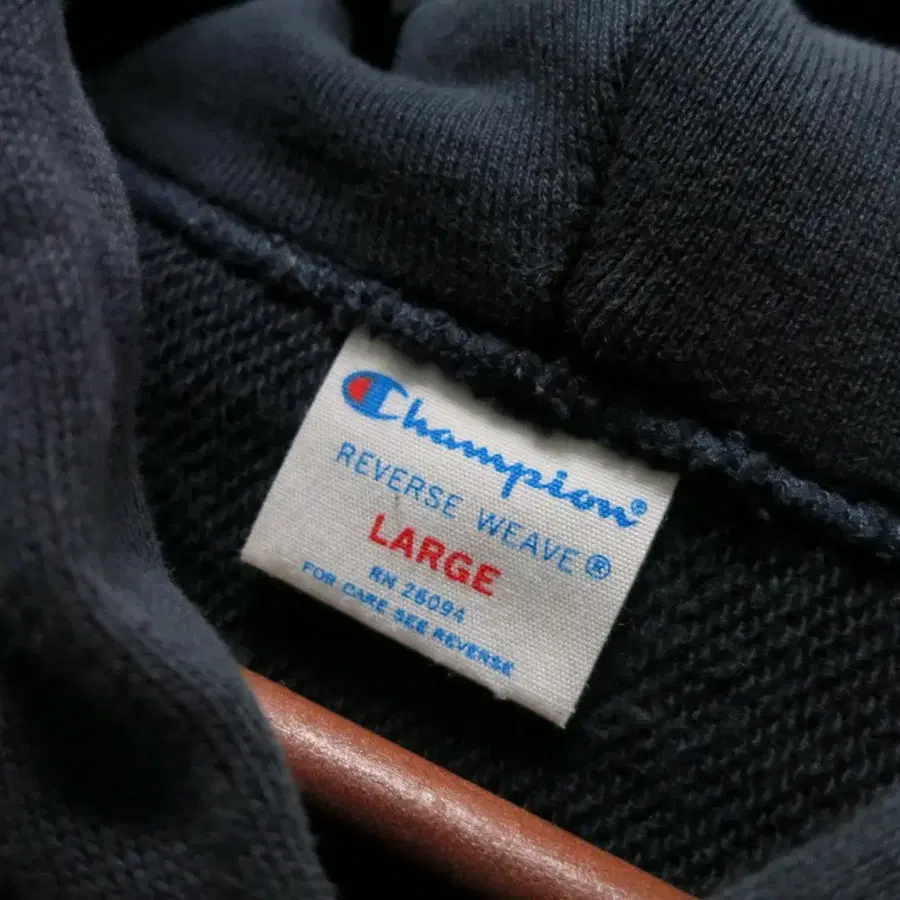 Champion®
REVERSE WEAVE®
LARGE
RN 26094
FOR CARE SEE REVERSE